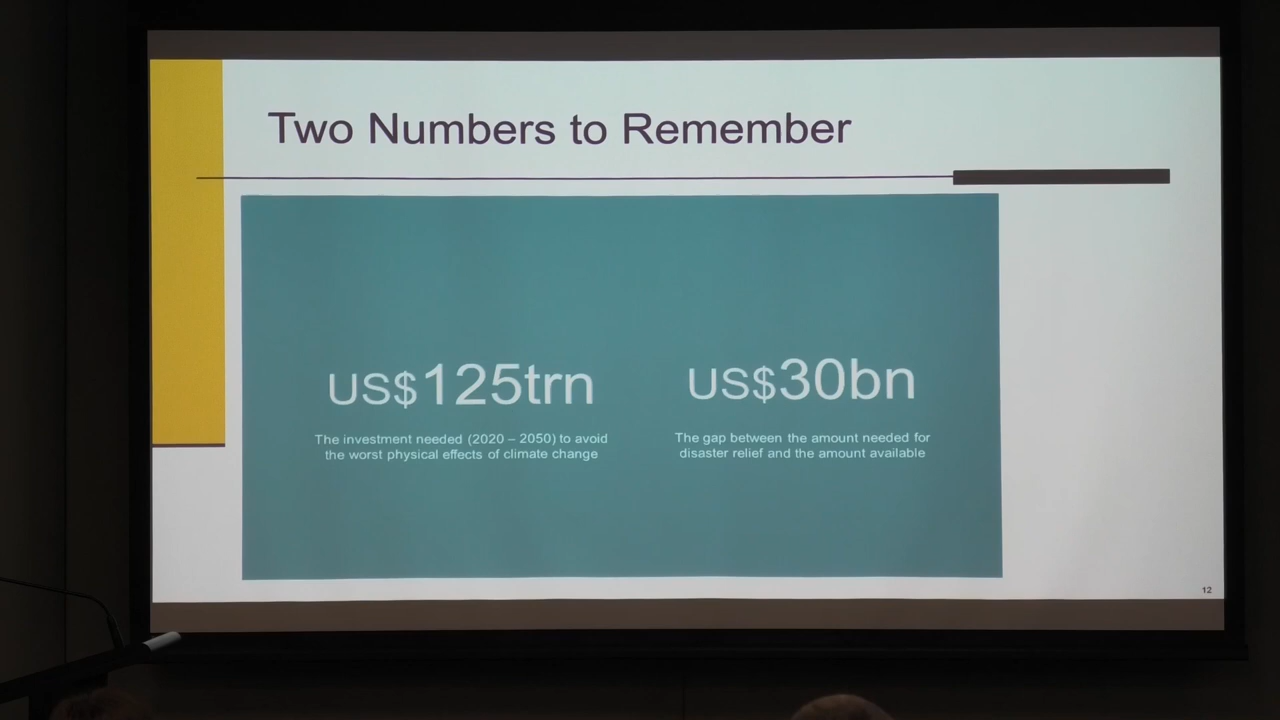 Two Numbers to Remember
US$125trn
The investment needed (2020 – 2050) to avoid
the worst physical effects of climate change
US$30bn
The gap between the amount needed for
disaster relief and the amount available
12